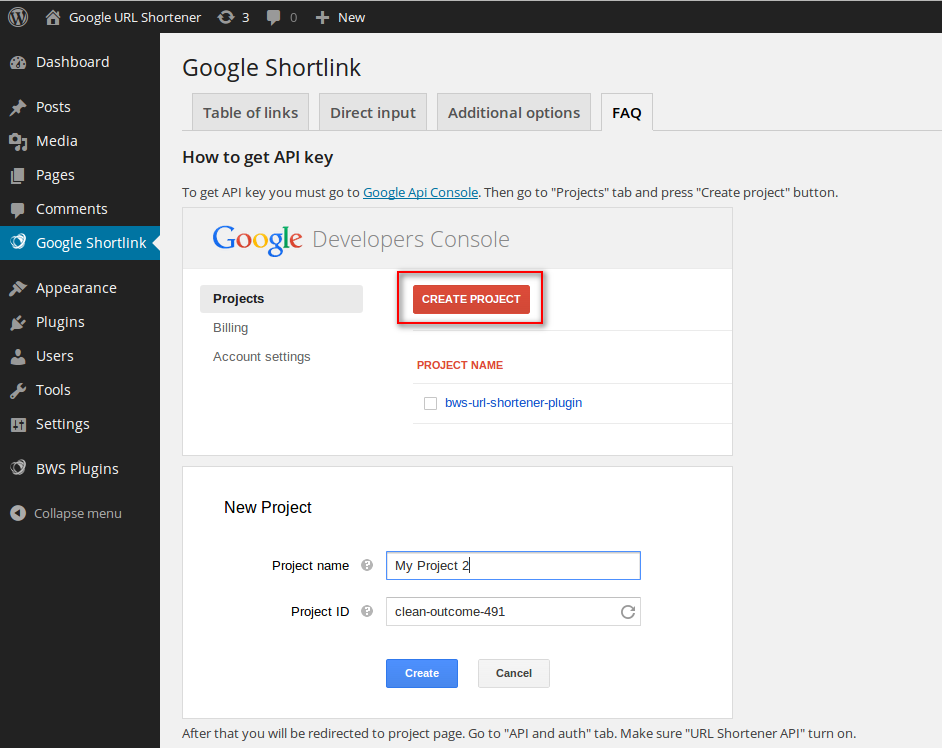 Google URL Shortener 3 0 New
Dashboard
Posts
Media
Pages
Comments
Google Shortlink
Appearance
Plugins
Users
Tools
Settings
BWS Plugins
Collapse menu
Google Shortlink
Table of links Direct input Additional options FAQ
How to get API key
To get API key you must go to Google Api Console. Then go to "Projects" tab and press "Create project" button.
Google Developers Console
Projects
Billing
Account settings
CREATE PROJECT
PROJECT NAME
bws-url-shortener-plugin
New Project
Project name ? My Project 2
Project ID ? clean-outcome-491
Create Cancel
After that you will be redirected to project page. Go to "API and auth" tab. Make sure "URL Shortener API" turn on.